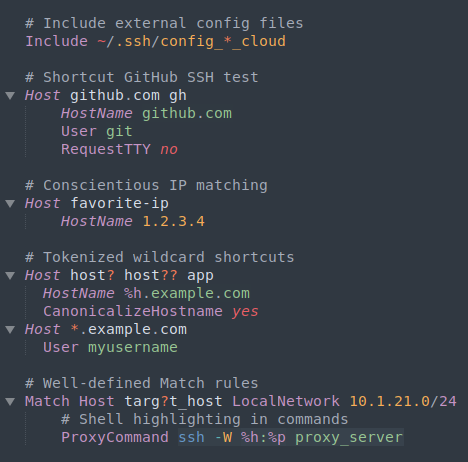 # Include external config files
Include ~/.ssh/config_*_cloud
# Shortcut GitHub SSH test
Host github.com gh
HostName github.com
User git
RequestTTY no
# Conscientious IP matching
Host favorite-ip
HostName 1.2.3.4
# Tokenized wildcard shortcuts
Host host? host?? app
HostName %h.example.com
CanonicalizeHostname yes
Host *.example.com
User myusername
# Well-defined Match rules
Match Host targ?t_host LocalNetwork 10.1.21.0/24
# Shell highlighting in commands
ProxyCommand ssh -W %h:%p proxy_server